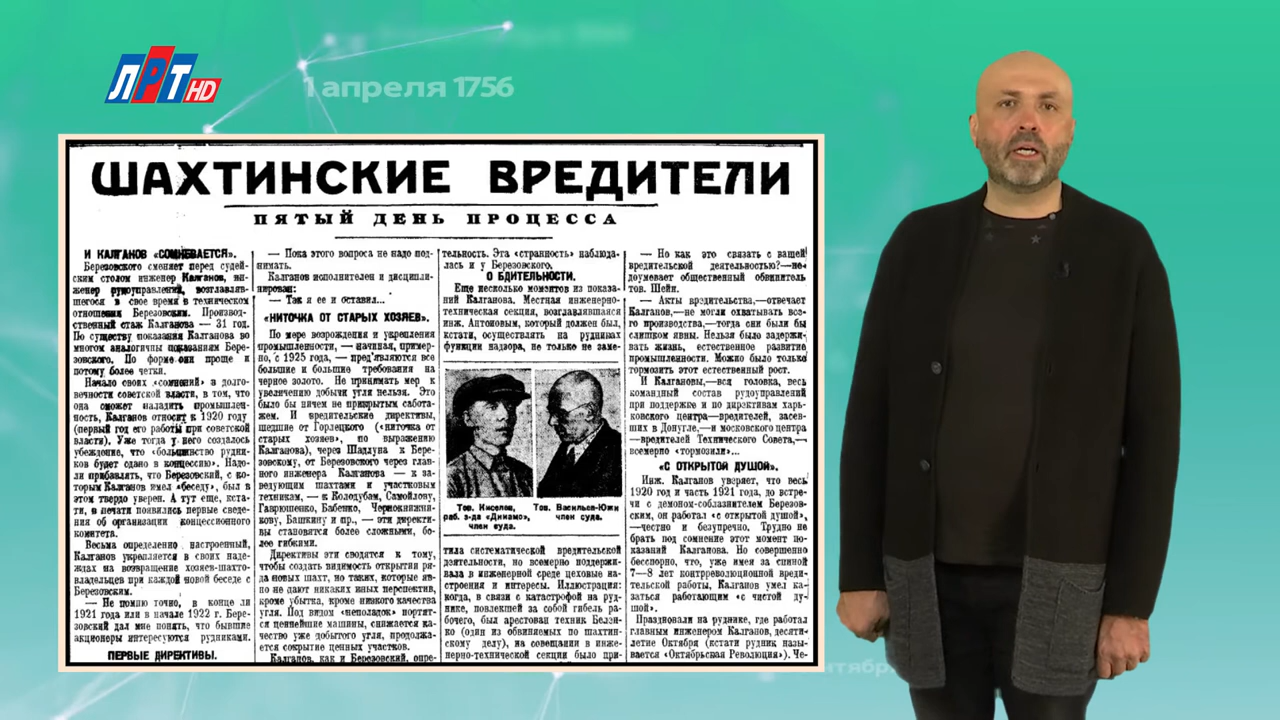 ЛРТ HD
1 апреля 1756
ШАХТИНСКИЕ ВРЕДИТЕЛИ
ПЯТЫЙ ДЕНЬ ПРОЦЕССА
И КАЛГАНОВ «СОМНЕВАЕТСЯ».
Березовского сменяет перед судей-
ским столом инженер Калганов, ин-
женер рудоуправления, возглавляв-
шегося в свое время в техническом
отношении Березовским. Производ-
ственный стаж Калганова — 31 год.
По существу показания Калганова во
многом аналогичны показаниям Бере-
зовского. По форме они проще и
потому более четки.
Начало своих «сомнений» в долго-
вечности советской власти, в том, что
она сможет наладить промышлен-
ность, Калганов относит к 1920 году
(первый год его работы при советской
власти). Уже тогда у него создалось
убеждение, что «большинство рудни-
ков будет сдано в концессию». Надо-
ли прибавлять, что Березовский, с ко-
торым Калганов имел «беседу», был в
этом твердо уверен. А тут еще, кста-
ти, в печати появились первые сведе-
ния об организации концессионного
комитета.
Весьма определенно настроенный,
Калганов укрепляется в своих надеж-
дах на возвращение хозяев-шахто-
владельцев при каждой новой беседе с
Березовским.
— Не помню точно, в конце ли
1921 года или в начале 1922 г. Бере-
зовский дал мне понять, что бывшие
акционеры интересуются рудниками.
ПЕРВЫЕ ДИРЕКТИВЫ.
— Пока этого вопроса не надо под-
нимать.
Калганов исполнителен и дисципли-
нирован:
— Так я ее и оставил...
«НИТОЧКА ОТ СТАРЫХ ХОЗЯЕВ».
По мере возрождения и укрепления
промышленности, — начиная, пример-
но, с 1925 года, — пред'являются все
большие и большие требования на
черное золото. Не принимать мер к
увеличению добычи угля нельзя. Это
было бы ничем не прикрытым сабота-
жем. И вредительские директивы,
шедшие от Горлецкого («ниточка от
старых хозяев», по выражению
Калганова), через Шадлуна к Бере-
зовскому, от Березовского через глав-
ного инженера Калганова — к за-
ведующим шахтами и участковым
техникам, — к Колодубам, Самойлову,
Гаврюшенко, Бабенко, Чернокнижни-
кову, Башкину и пр., — эти директи-
вы становятся более сложными, бо-
лее гибкими.
Директивы эти сводятся к тому,
чтобы создать видимость открытия ря-
да новых шахт, но таких, которые яв-
но не дают никаких иных перспектив,
кроме убытка, кроме низкого качества
угля. Под видом «неполадок» портят-
ся ценнейшие машины, снижается ка-
чество уже добытого угля, продолжа-
ется сокрытие ценных участков.
Калганов, как и Березовский, опре-
тельность. Эта «странность» наблюда-
лась и у Березовского.
О БДИТЕЛЬНОСТИ.
Еще несколько моментов из показа-
ний Калганова. Местная инженерно-
техническая секция, возглавлявшаяся
инж. Антоновым, который должен был,
кстати, осуществлять на рудниках
функции надзора, не только не заме-
Тов. Киселев,
раб. з-да «Динамо»,
член суда.
Тов. Васильев-Южин
член суда.
тила систематической вредительской
деятельности, но всемерно поддержи-
вала в инженерной среде цеховые на-
строения и интересы. Иллюстрация:
когда, в связи с катастрофой на руд-
нике, повлекшей за собой гибель ра-
бочего, был арестован техник Белен-
ко (один из обвиняемых по шахтин-
скому делу), на совещании в инже-
нерно-технической секции было при-
— Но как это связать с вашей
вредительской деятельностью?—не-
доумевает общественный обвинитель
тов. Шейн.
— Акты вредительства,—отвечает
Калганов,—не могли охватывать все-
го производства,—тогда они были бы
слишком явны. Нельзя было задержи-
вать жизнь, естественное развитие
промышленности. Можно было только
тормозить этот естественный рост.
И Калгановы,—вся головка, весь
командный состав рудоуправлений
при поддержке и по директивам харь-
ковского центра—вредителей, засев-
ших в Донугле,—и московского центра
—вредителей Технического Совета,—
всемерно «тормозили»...
«С ОТКРЫТОЙ ДУШОЙ».
Инж. Калганов уверяет, что весь
1920 год и часть 1921 года, до встре-
чи с демоном-соблазнителем Березов-
ским, он работал «с открытой душой»,
—честно и безупречно. Трудно не
брать под сомнение этот момент по-
казаний Калганова. Но совершенно
бесспорно, что, уже имея за спиной
7—8 лет контрреволюционной вреди-
тельской работы, Калганов умел ка-
заться работающим «с чистой ду-
шой».
Праздновали на руднике, где работал
главным инженером Калганов, десяти-
летие Октября (кстати рудник назы-
вается «Октябрьская Революция»). Че-